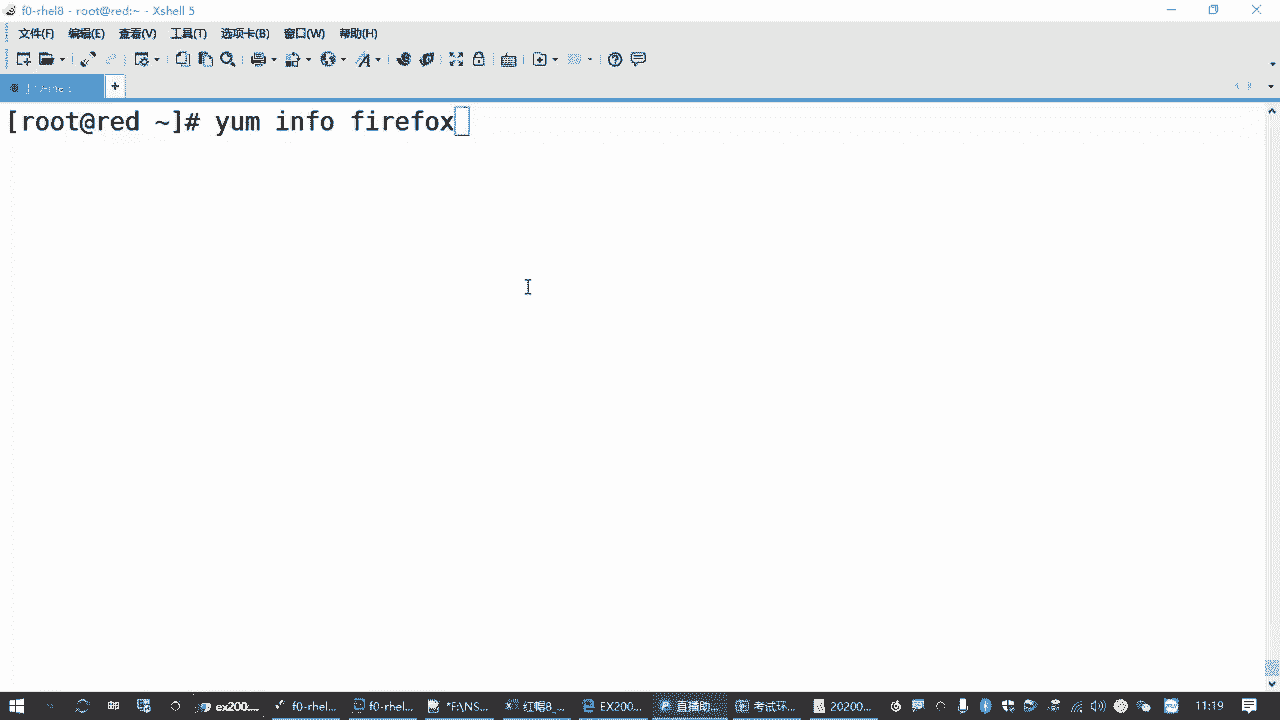 f0-rhel8 - root@red:~ - Xshell 5
文件(F) 编辑(E) 查看(V) 工具(T) 选项卡(B) 窗口(W) 帮助(H)
[root@red ~]# yum info firefox
ex200... f0-rhel... f0-rhel... *F:\NS... 红帽8_... EX200... 直播助... 考试环... 20200... 11:19